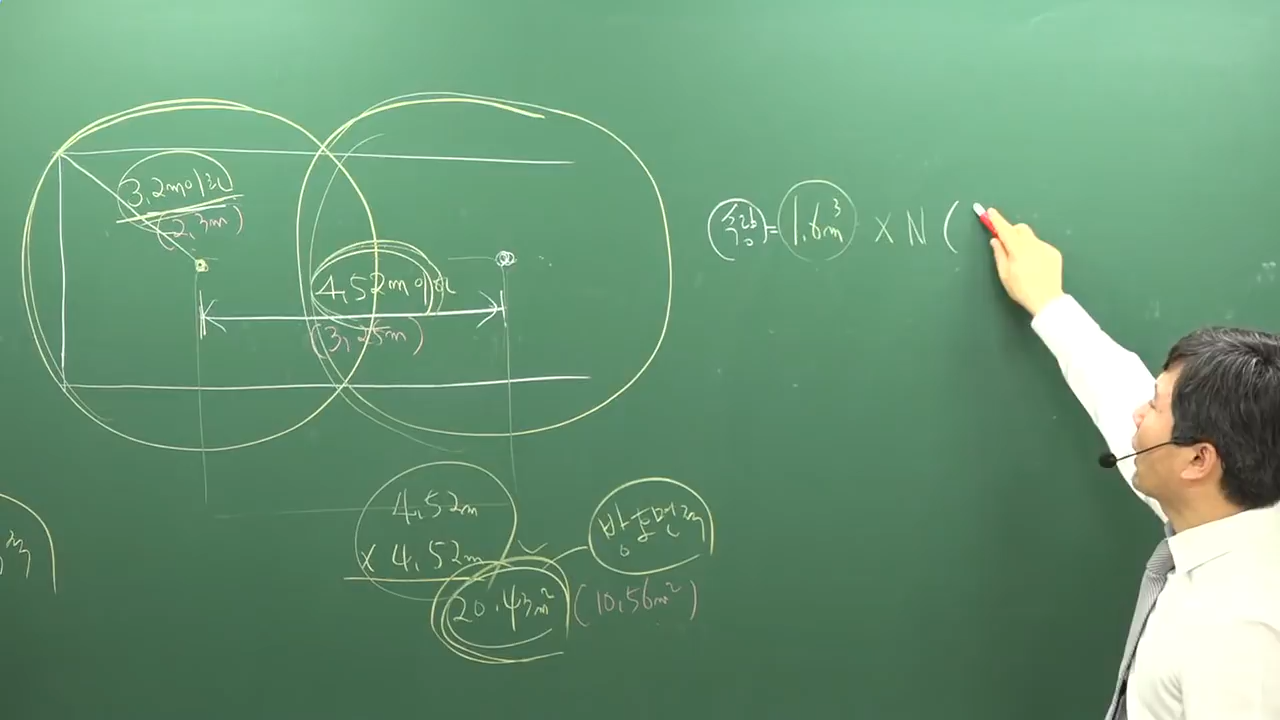 3.2m이하
(2.3m)
4.52m이하
(3.25m)
4.52m
× 4.52m
20.43m²
(10.56m²)
방호면적
수량 = 1.6m³ × N (